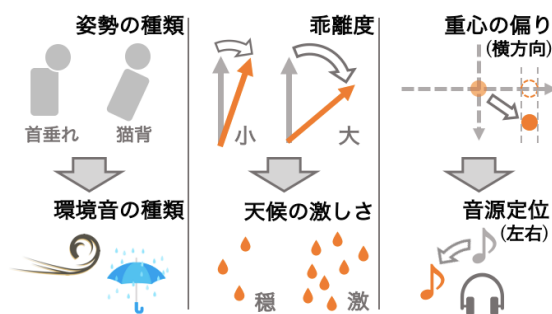 姿勢の種類
首垂れ
猫背
環境音の種類
乖離度
小
大
天候の激しさ
穏
激
重心の偏り
(横方向)
音源定位
(左右)